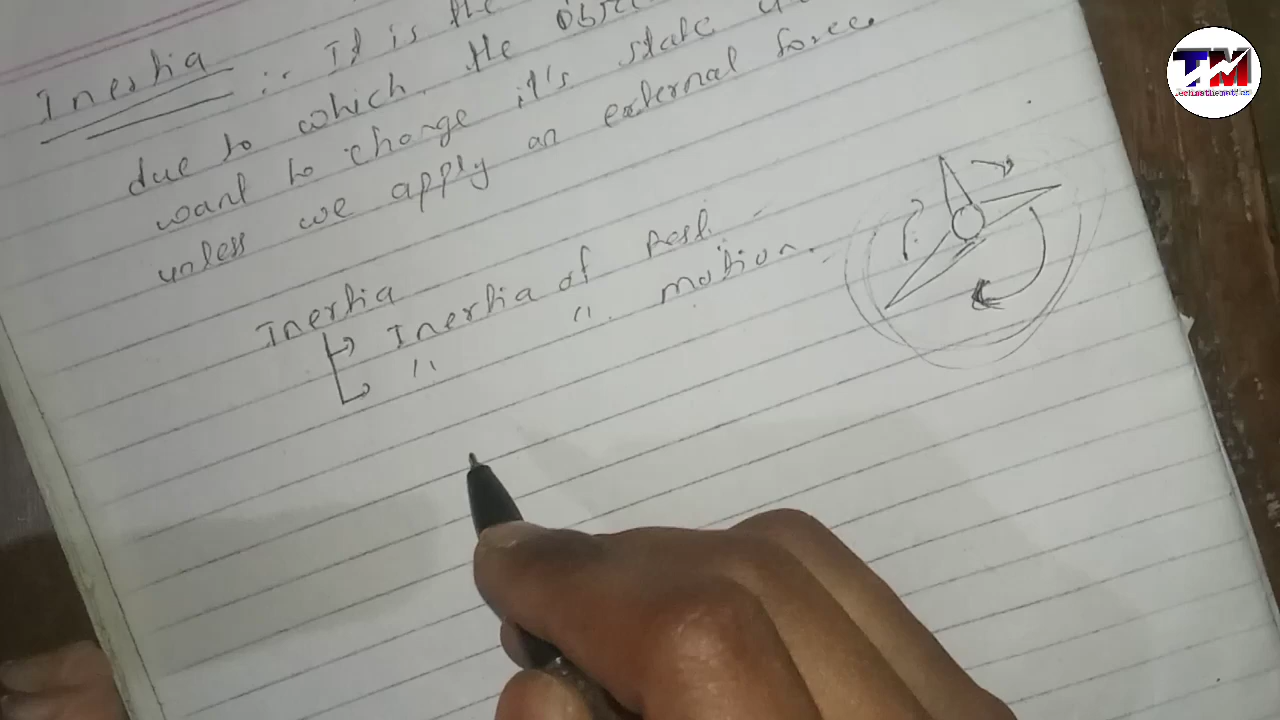 Inertia :- It is the
due to which the
want to change it's state
unless we apply an external force.
Inertia
Inertia of rest.
" " motion.
TM
Technomathematics